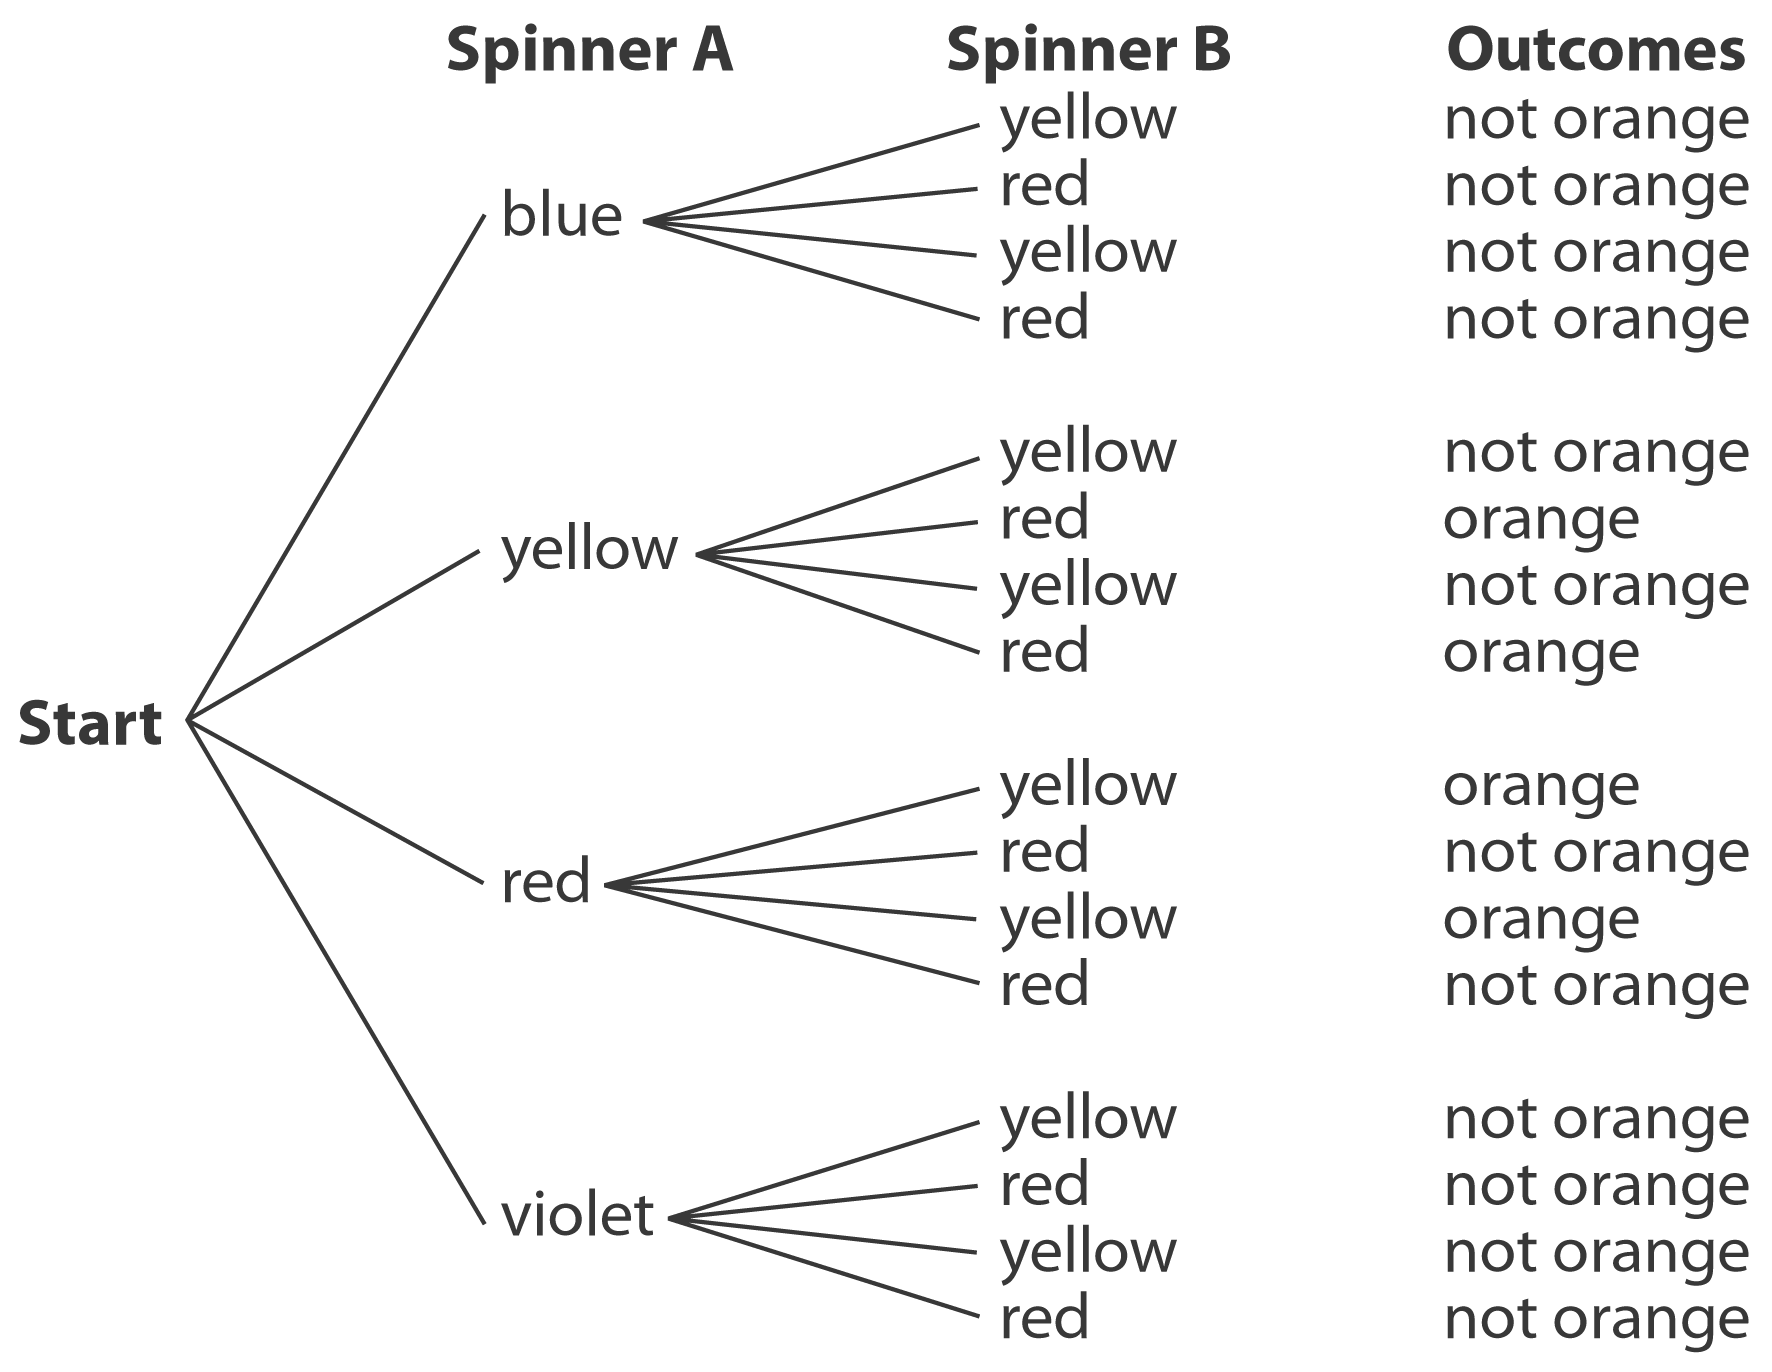 Spinner A Spinner B Outcomes
yellow not orange
red not orange
blue
yellow not orange
red not orange
yellow not orange
red orange
yellow
yellow not orange
red orange
Start
yellow orange
red not orange
red
yellow orange
red not orange
yellow not orange
red not orange
violet
yellow not orange
red not orange